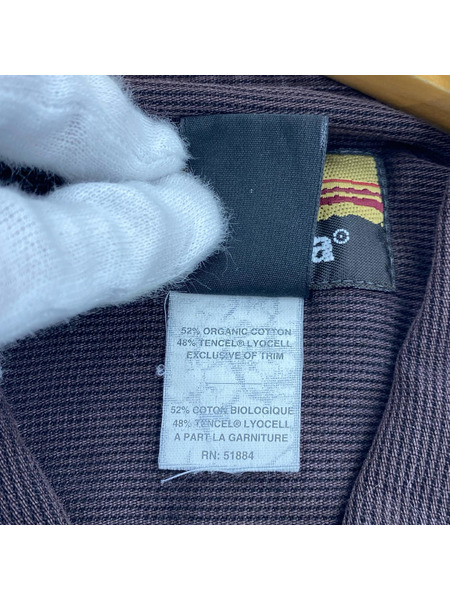 a®
52% ORGANIC COTTON
48% TENCEL® LYOCELL
EXCLUSIVE OF TRIM
52% COTON BIOLOGIQUE
48% TENCEL® LYOCELL
A PART LA GARNITURE
RN: 51884